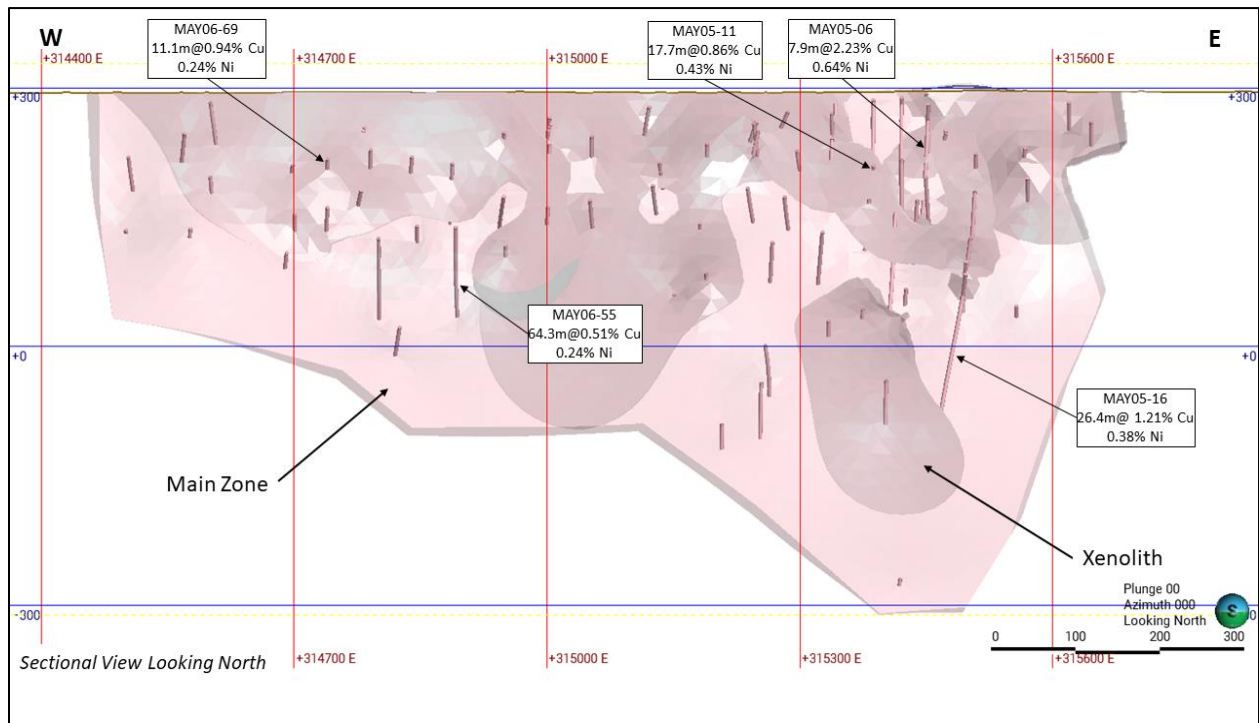 W
E
MAY06-69
11.1m@0.94% Cu
0.24% Ni
MAY05-11
17.7m@0.86% Cu
0.43% Ni
MAY05-06
7.9m@2.23% Cu
0.64% Ni
+314400 E
+314700 E
+315000 E
+315600 E
+300
+300
MAY06-55
64.3m@0.51% Cu
0.24% Ni
+0
+0
MAY05-16
26.4m@ 1.21% Cu
0.38% Ni
Main Zone
Xenolith
Plunge 00
Azimuth 000
Looking North
S
-300
0
100
200
300
Sectional View Looking North
+314700 E
+315000 E
+315300 E
+315600 E